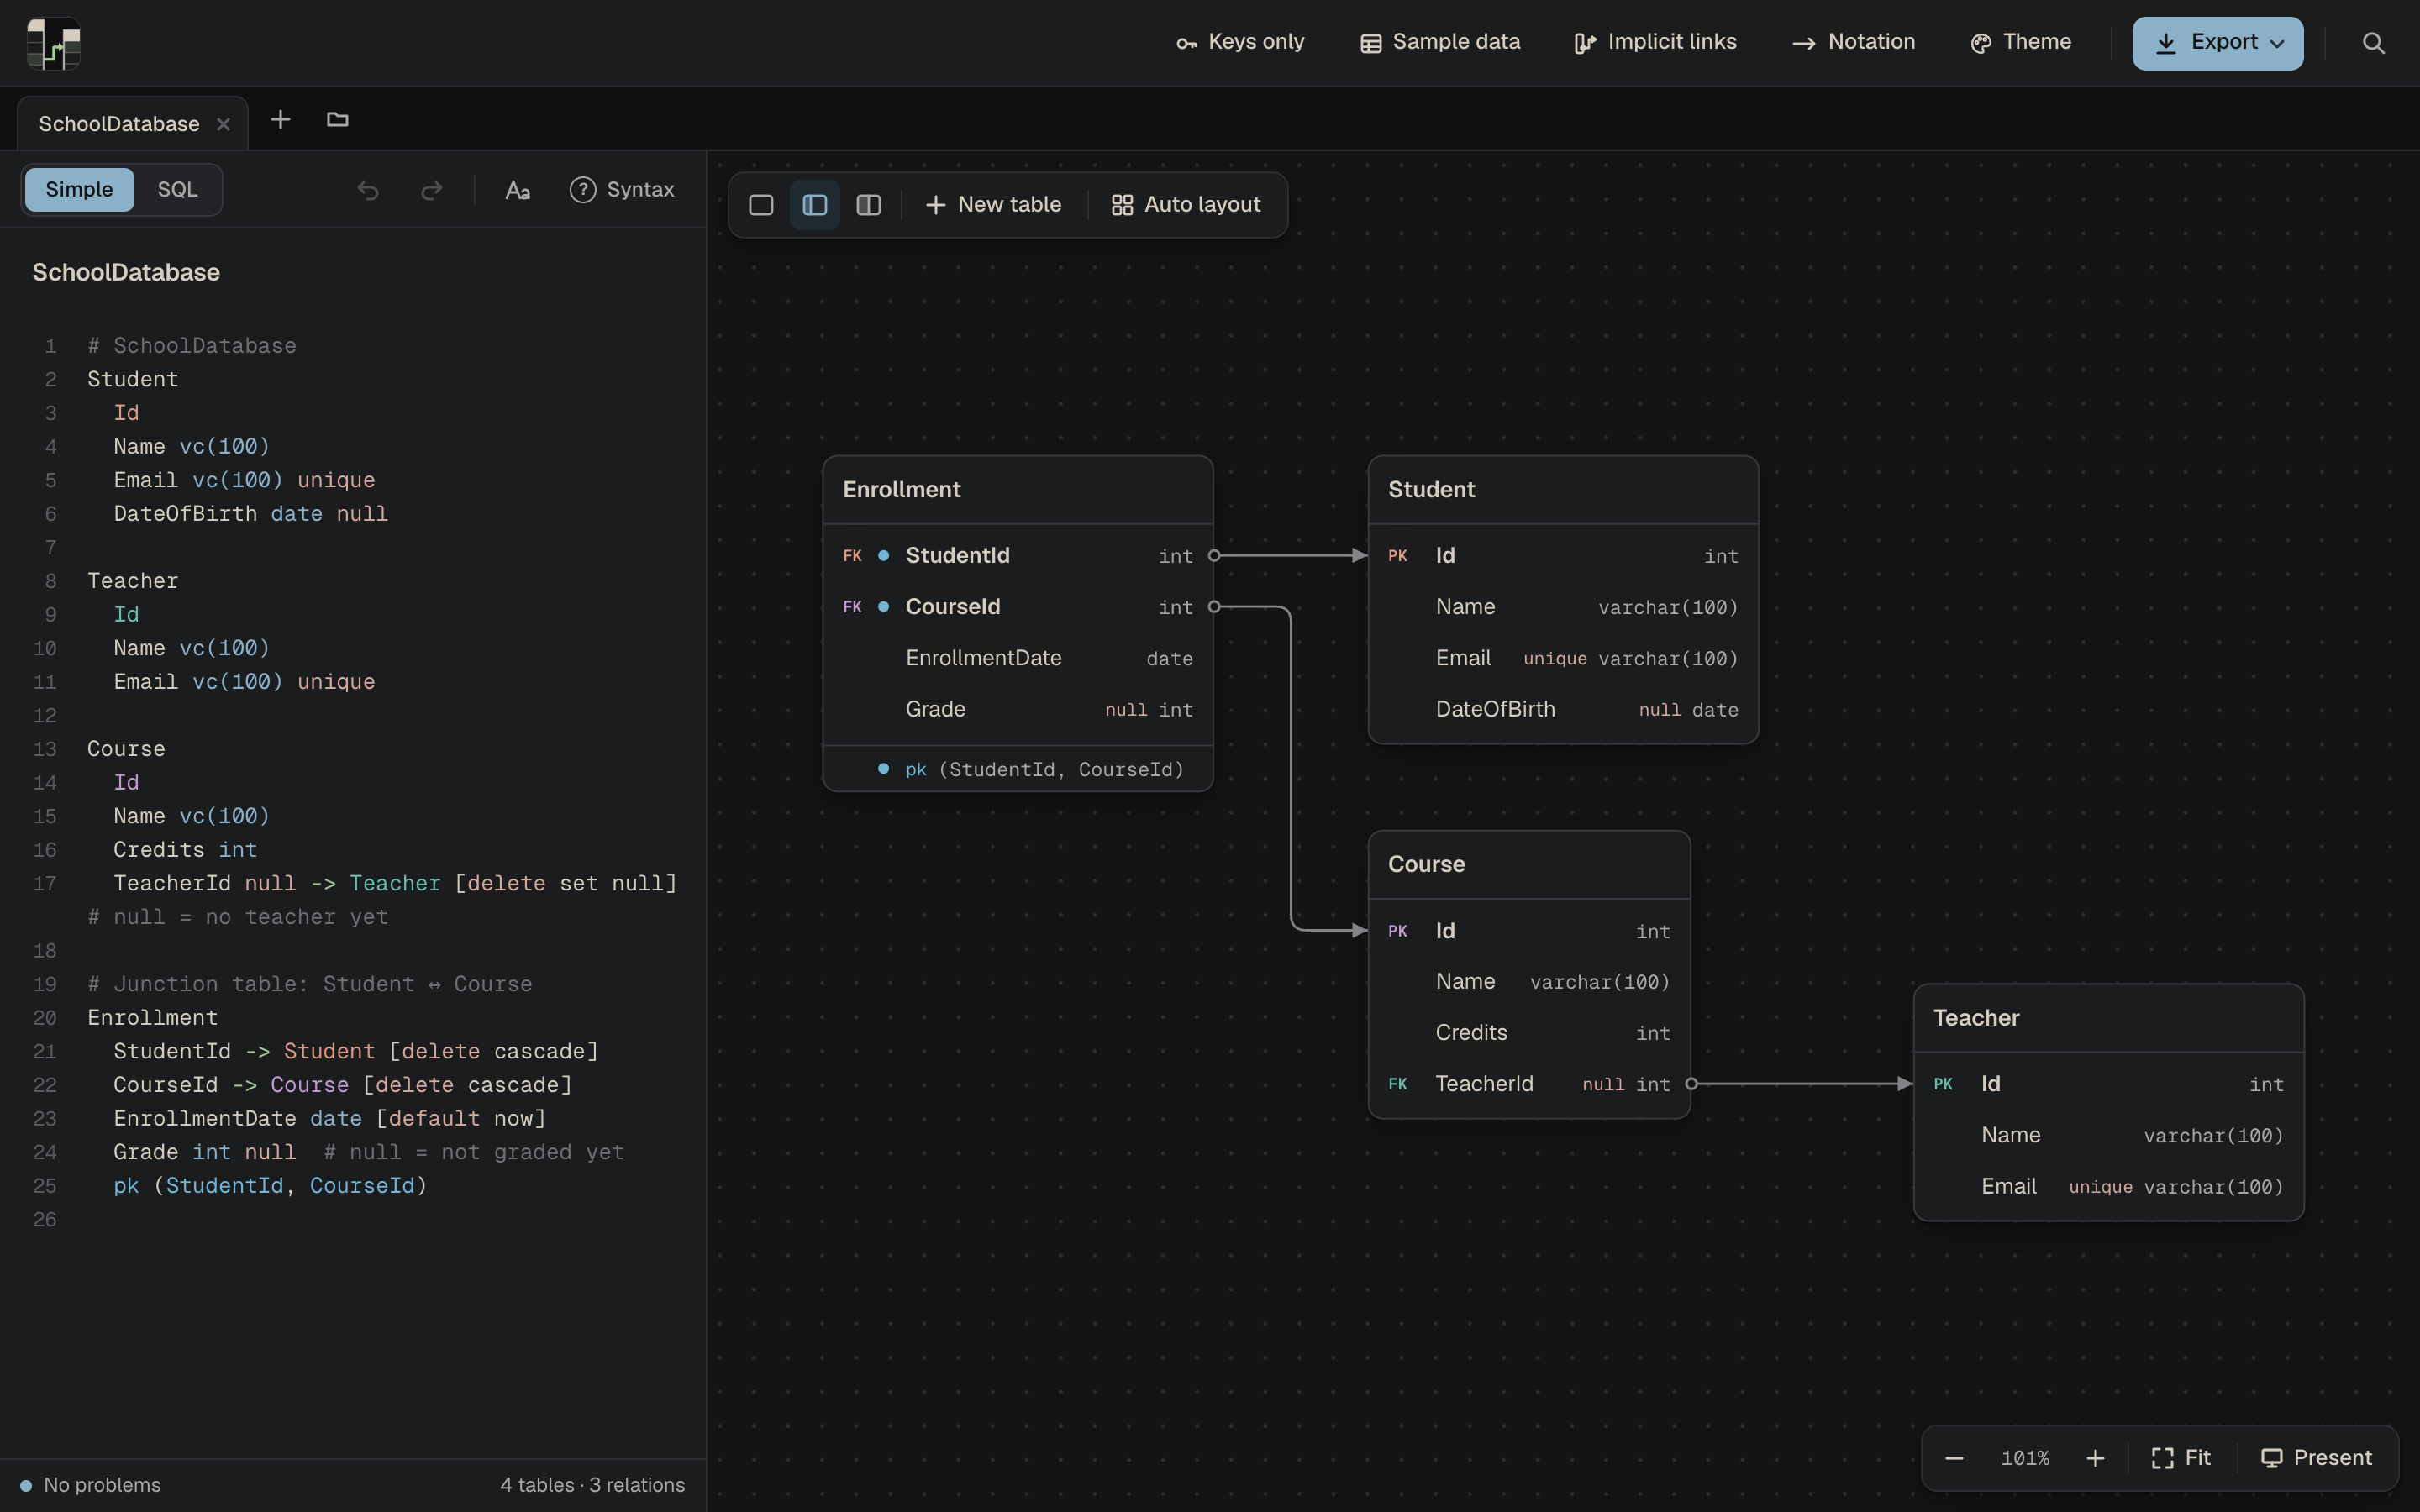 Keys only
Sample data
Implicit links
Notation
Theme
Export
SchoolDatabase
Simple SQL
Aa
? Syntax
SchoolDatabase
1 # SchoolDatabase
2 Student
3 Id
4 Name vc(100)
5 Email vc(100) unique
6 DateOfBirth date null
7
8 Teacher
9 Id
10 Name vc(100)
11 Email vc(100) unique
12
13 Course
14 Id
15 Name vc(100)
16 Credits int
17 TeacherId null -> Teacher [delete set null]
# null = no teacher yet
18
19 # Junction table: Student ↔ Course
20 Enrollment
21 StudentId -> Student [delete cascade]
22 CourseId -> Course [delete cascade]
23 EnrollmentDate date [default now]
24 Grade int null # null = not graded yet
25 pk (StudentId, CourseId)
26
No problems
4 tables · 3 relations
New table
Auto layout
Enrollment
FK StudentId int
FK CourseId int
EnrollmentDate date
Grade null int
pk (StudentId, CourseId)
Student
PK Id int
Name varchar(100)
Email unique varchar(100)
DateOfBirth null date
Course
PK Id int
Name varchar(100)
Credits int
FK TeacherId null int
Teacher
PK Id int
Name varchar(100)
Email unique varchar(100)
101%
Fit
Present